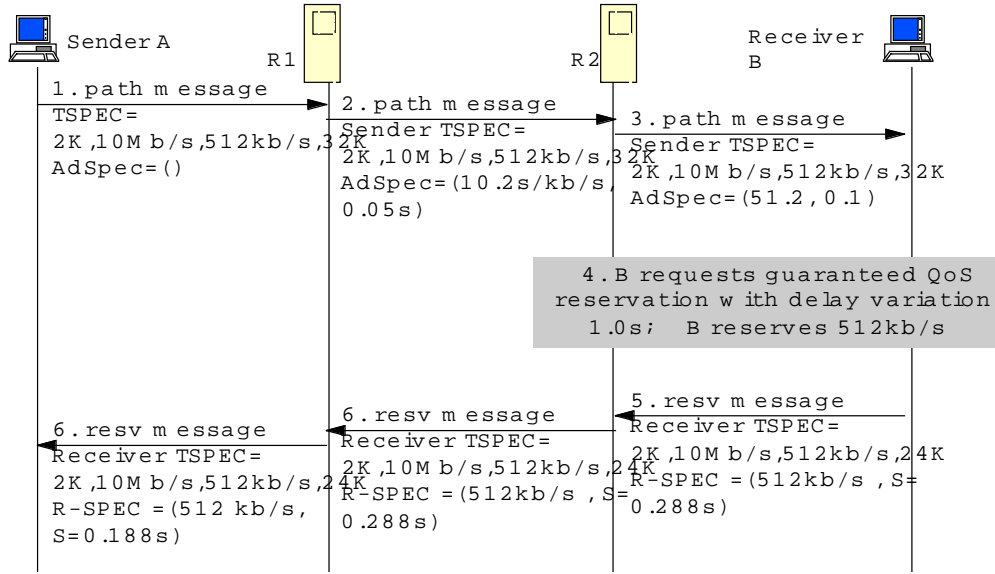 Sender A
R1
R2
Receiver
B
1.path message
TSPEC=
2K,10Mb/s,512kb/s,32K
AdSpec=()
2.path message
Sender TSPEC=
2K,10Mb/s,512kb/s,32K
AdSpec=(10.2s/kb/s,
0.05s)
3.path message
Sender TSPEC=
2K,10Mb/s,512kb/s,32K
AdSpec=(51.2,0.1)
4.B requests guaranteed QoS
reservation with delay variation
1.0s; B reserves 512kb/s
5.resv message
Receiver TSPEC=
2K,10Mb/s,512kb/s,24K
R-SPEC =(512kb/s ,S=
0.288s)
6.resv message
Receiver TSPEC=
2K,10Mb/s,512kb/s,24K
R-SPEC =(512kb/s ,S=
0.288s)
6.resv message
Receiver TSPEC=
2K,10Mb/s,512kb/s,24K
R-SPEC =(512 kb/s,
S=0.188s)